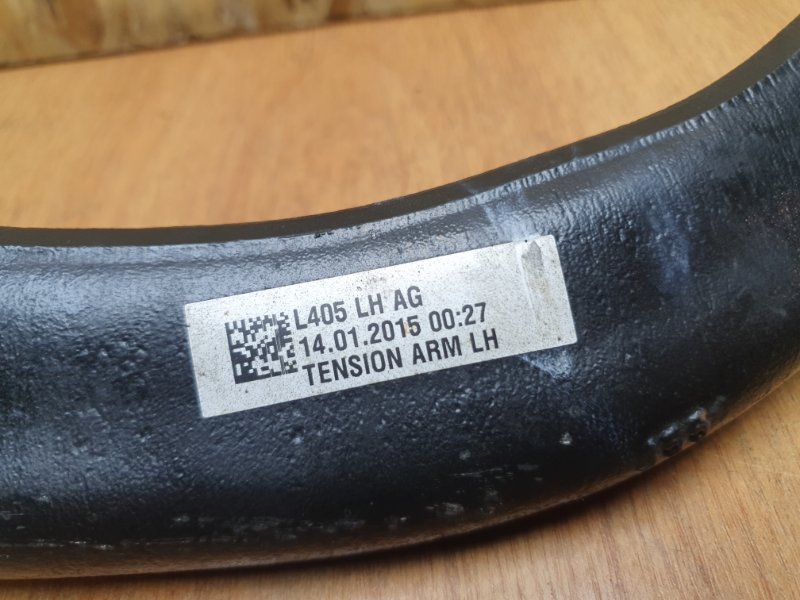 L405 LH AG
14.01.2015 00:27
TENSION ARM LH